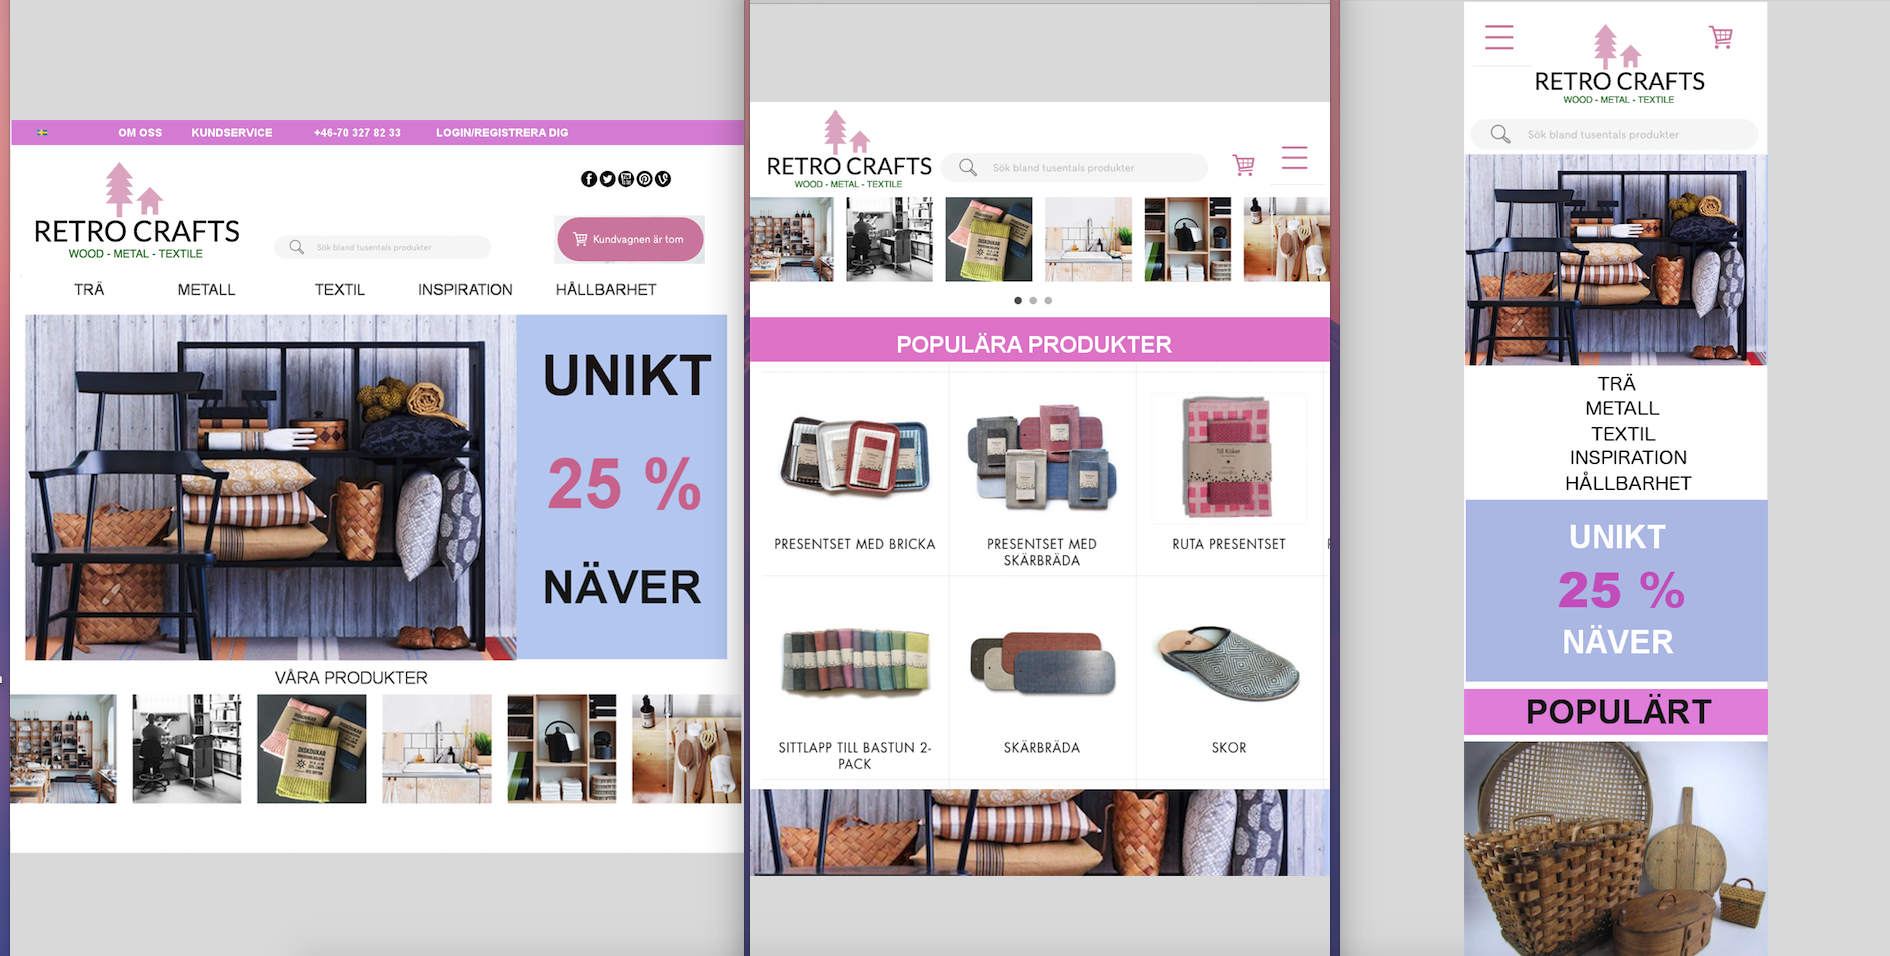 OM OSS KUNDSERVICE +46-70 327 82 33 LOGIN/REGISTRERA DIG
RETRO CRAFTS
WOOD - METAL - TEXTILE
Sök bland tusentals produkter
Kundvagnen är tom
TRÄ METALL TEXTIL INSPIRATION HÅLLBARHET
UNIKT
25 %
NÄVER
VÅRA PRODUKTER
DISKDUKAR
RETRO CRAFTS
WOOD - METAL - TEXTILE
Sök bland tusentals produkter
DISKDUKAR
POPULÄRA PRODUKTER
Till Köket
PRESENTSET MED BRICKA
PRESENTSET MED
SKÄRBRÄDA
RUTA PRESENTSET
SITTLAPP TILL BASTUN 2-
PACK
SKÄRBRÄDA
SKOR
RETRO CRAFTS
WOOD - METAL - TEXTILE
Sök bland tusentals produkter
TRÄ
METALL
TEXTIL
INSPIRATION
HÅLLBARHET
UNIKT
25 %
NÄVER
POPULÄRT